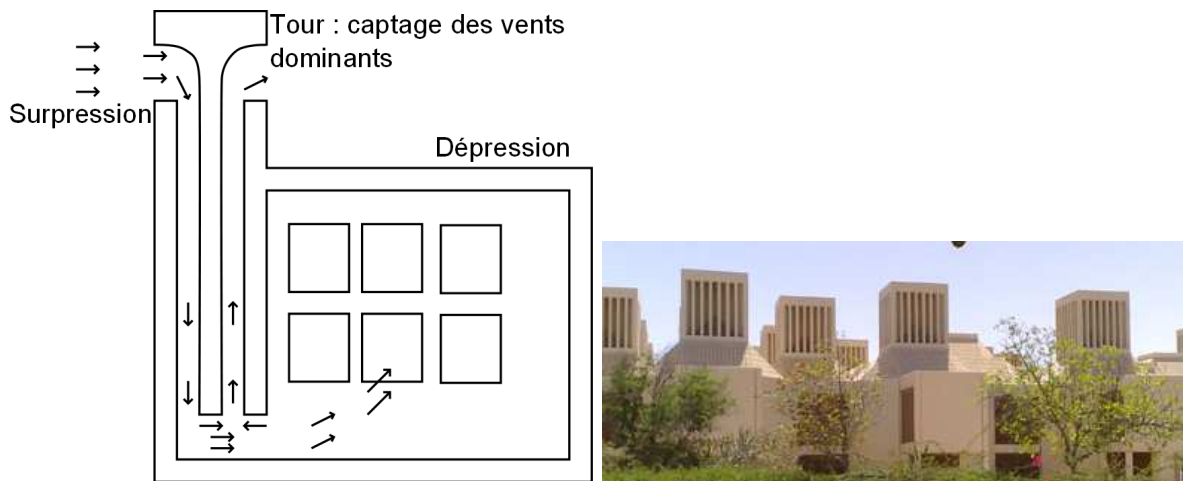 Tour : captage des vents
dominants
Surpression
Dépression